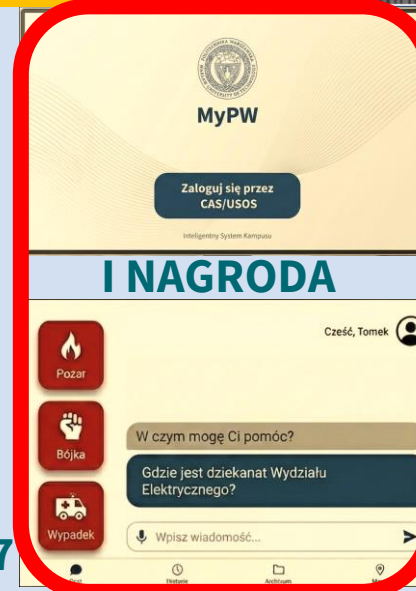 MyPW
Zaloguj się przez
CAS/USOS
Inteligentny System Kampusu
I NAGRODA
Cześć, Tomek
Pożar
W czym mogę Ci pomóc?
Bójka
Gdzie jest dziekanat Wydziału
Elektrycznego?
Wypadek
Wpisz wiadomość...
7